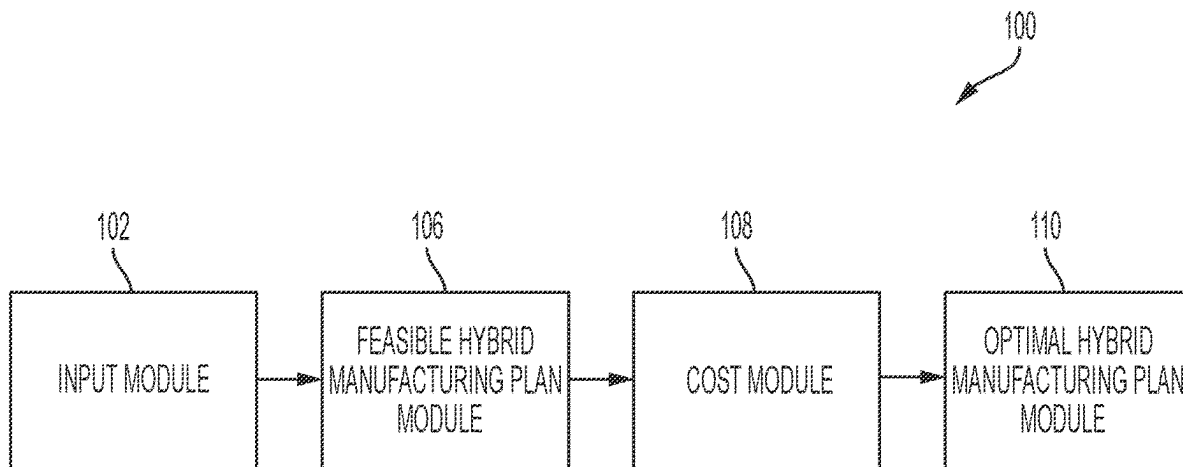 100
102
106
108
110
INPUT MODULE
FEASIBLE HYBRID
MANUFACTURING PLAN
MODULE
COST MODULE
OPTIMAL HYBRID
MANUFACTURING PLAN
MODULE